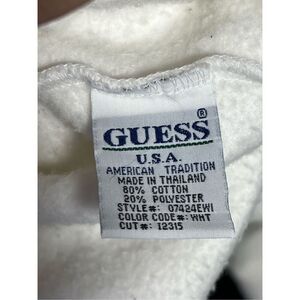 GUESS®
U.S.A.
AMERICAN TRADITION
MADE IN THAILAND
80% COTTON
20% POLYESTER
STYLE#: 07424EWI
COLOR CODE#: WHT
CUT#: 12315